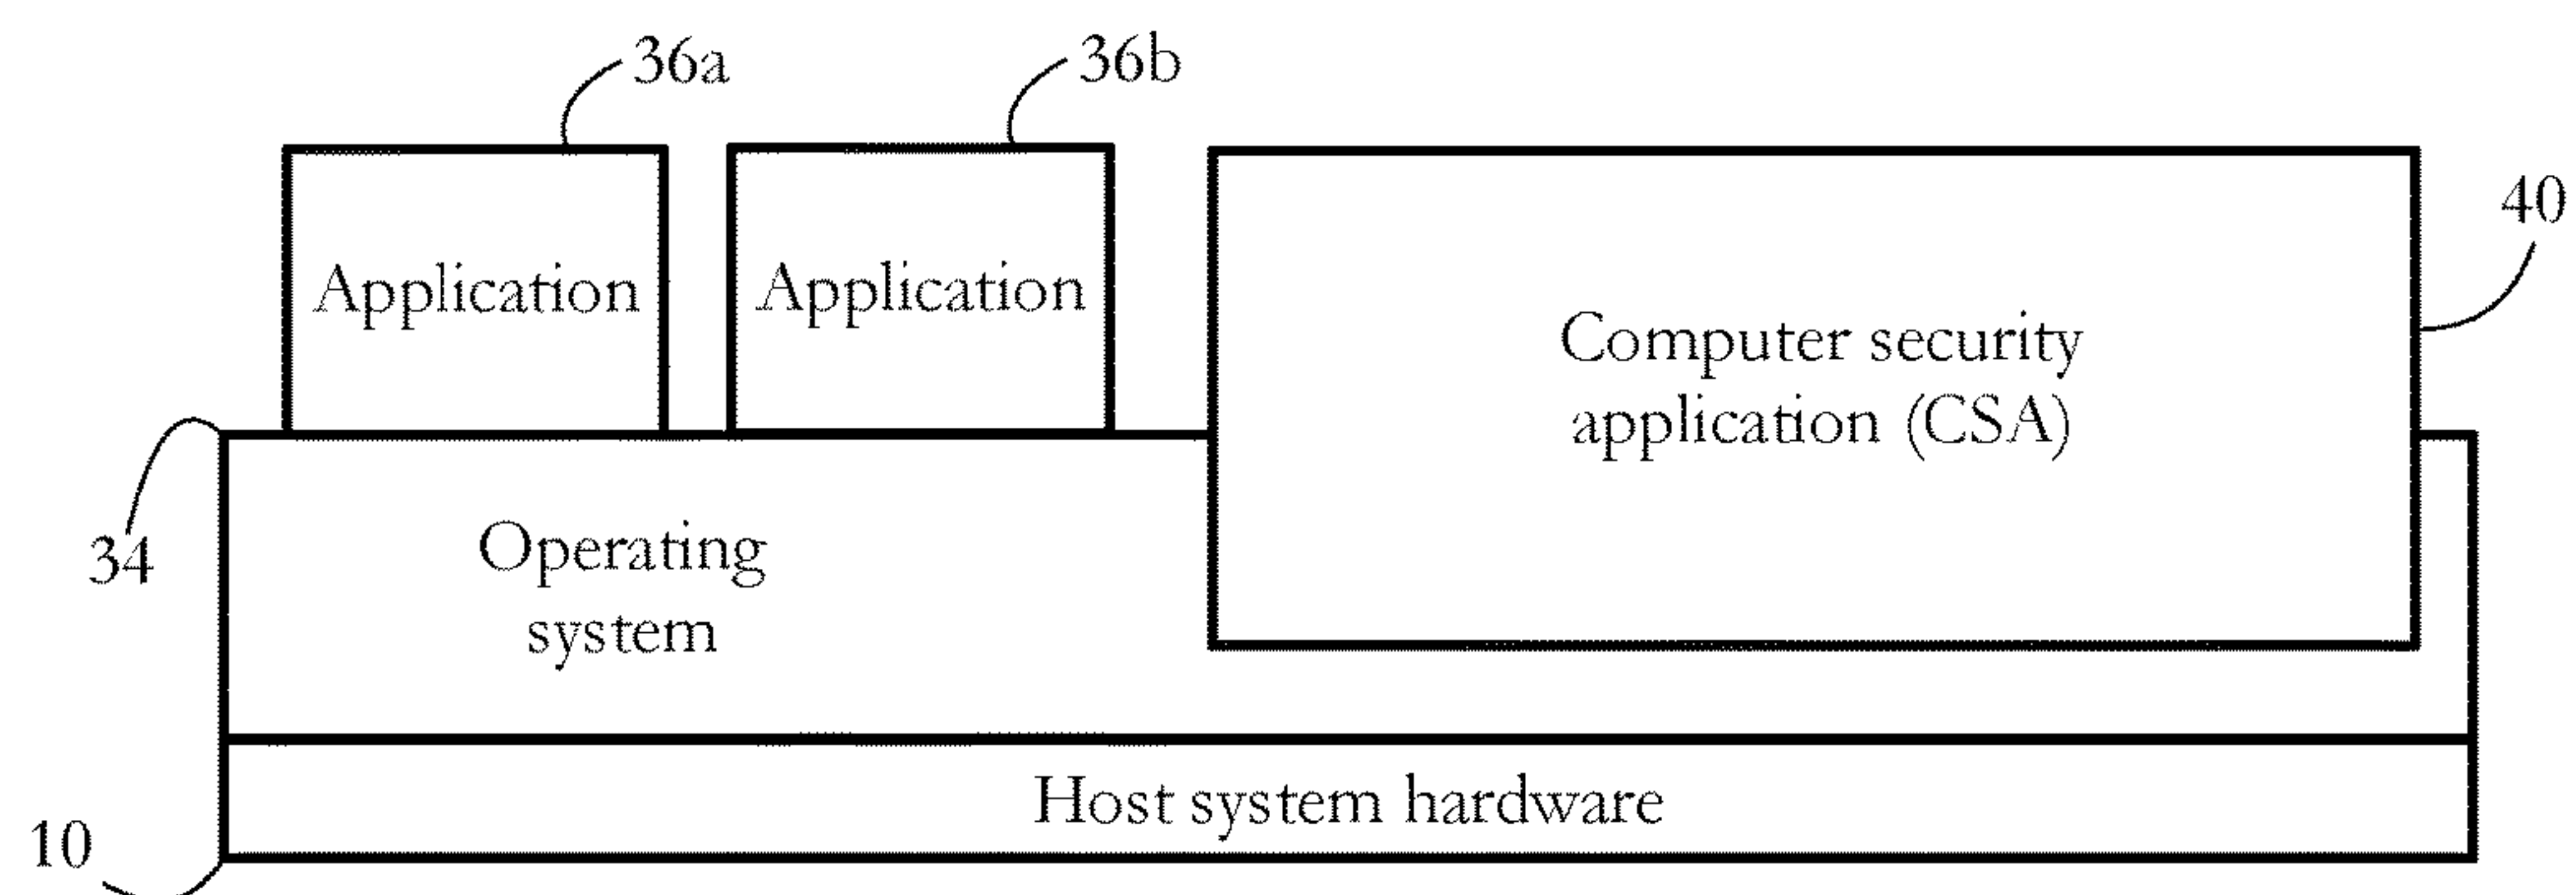 36a
36b
40
Application
Application
Computer security
application (CSA)
34
Operating
system
Host system hardware
10